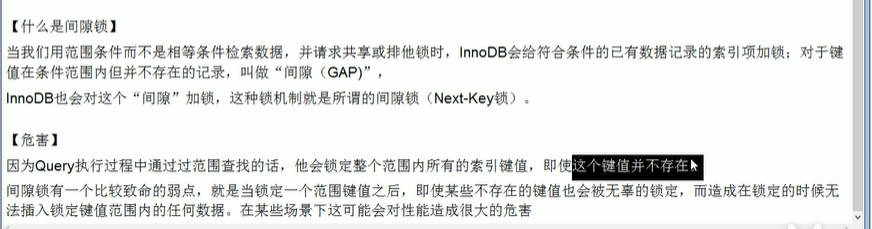 【什么是间隙锁】
当我们用范围条件而不是相等条件检索数据，并请求共享或排他锁时，InnoDB会给符合条件的已有数据记录的索引项加锁；对于键
值在条件范围内但并不存在的记录，叫做“间隙（GAP)”，
InnoDB也会对这个“间隙”加锁，这种锁机制就是所谓的间隙锁（Next-Key锁）。
【危害】
因为Query执行过程中通过过范围查找的话，他会锁定整个范围内所有的索引键值，即使这个键值并不存在。
间隙锁有一个比较致命的弱点，就是当锁定一个范围键值之后，即使某些不存在的键值也会被无辜的锁定，而造成在锁定的时候无
法插入锁定键值范围内的任何数据。在某些场景下这可能会对性能造成很大的危害